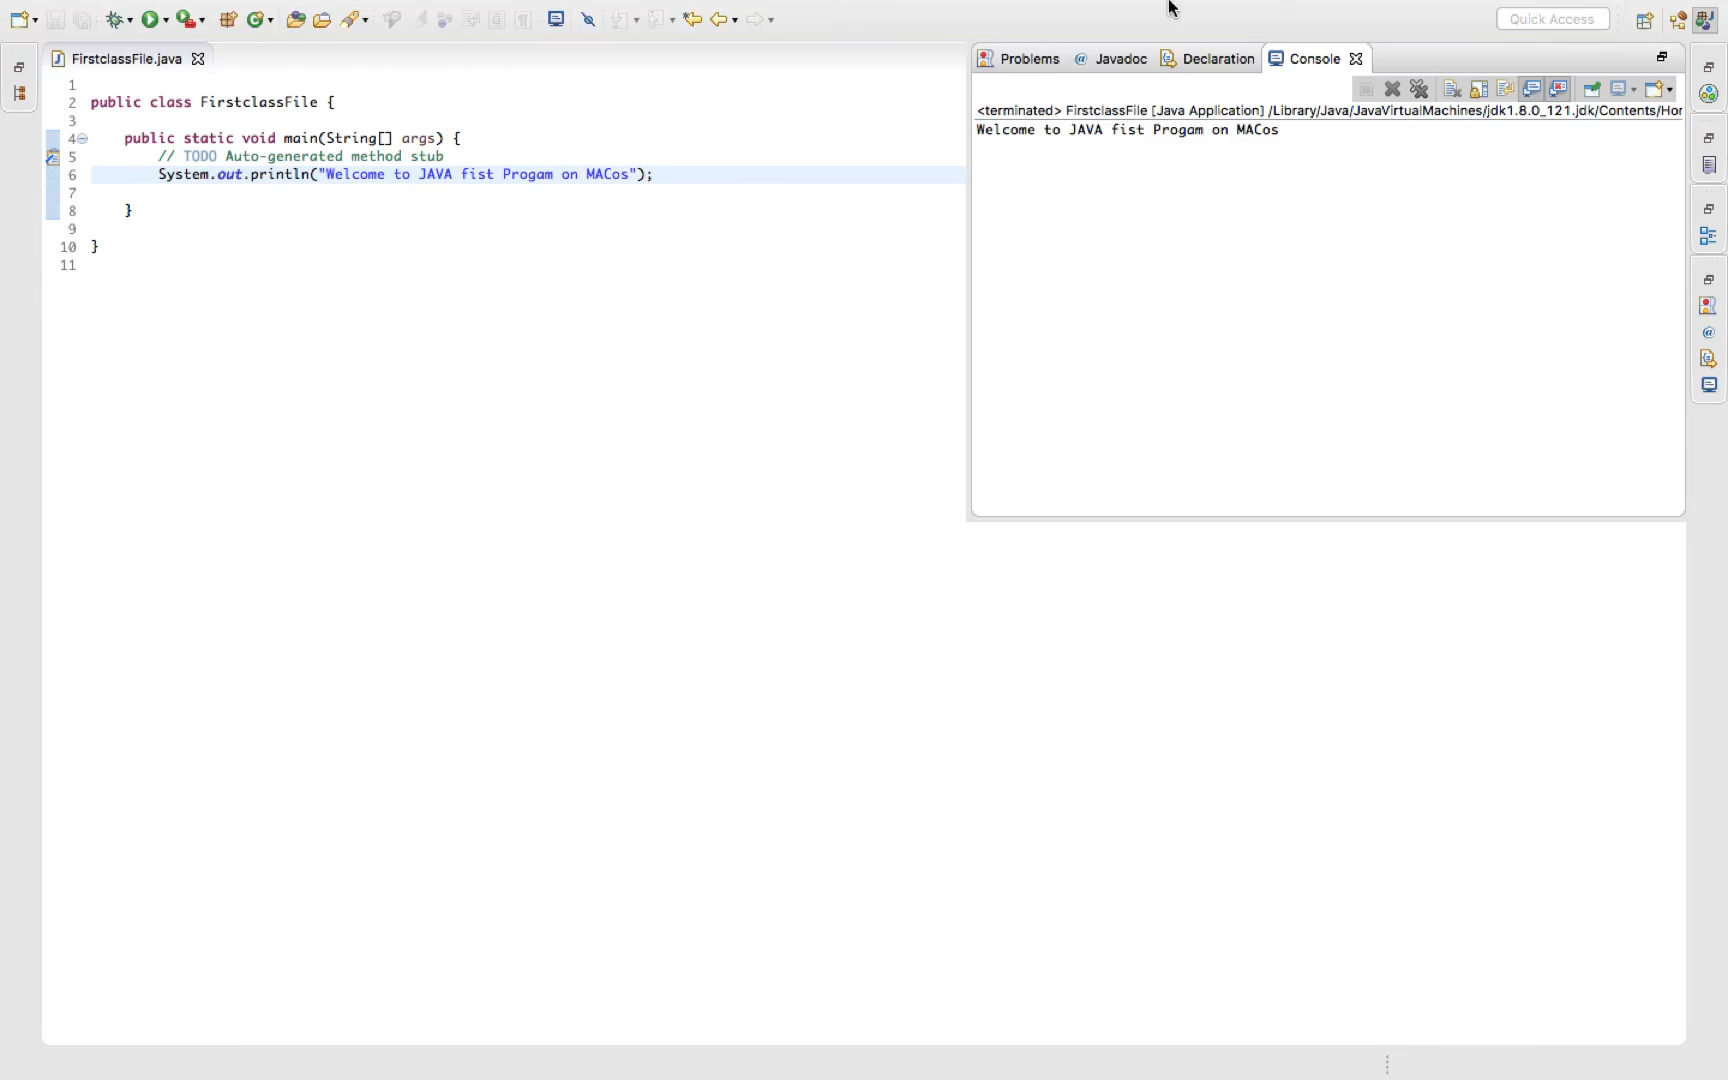 Quick Access
FirstclassFile.java
1
2 public class FirstclassFile {
3
4 public static void main(String[] args) {
5 // TODO Auto-generated method stub
6 System.out.println("Welcome to JAVA fist Progam on MACos");
7
8 }
9
10 }
11
Problems @ Javadoc Declaration Console
<terminated> FirstclassFile [Java Application] /Library/Java/JavaVirtualMachines/jdk1.8.0_121.jdk/Contents/Hor
Welcome to JAVA fist Progam on MACos